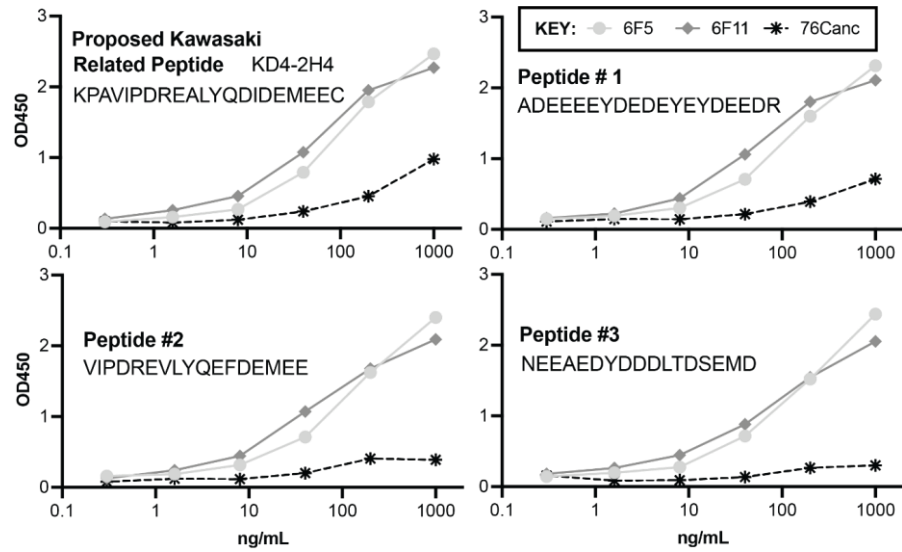 KEY: 6F5 6F11 76Canc
Proposed Kawasaki
Related Peptide KD4-2H4
KPAVIPDREALYQDIDEMEEC
OD450
3
2
1
0
0.1 1 10 100 1000
Peptide # 1
ADEEEEYDEDEYEYDEEDR
3
2
1
0
0.1 1 10 100 1000
Peptide #2
VIPDREVLYQEFDEMEE
OD450
3
2
1
0
0.1 1 10 100 1000
ng/mL
Peptide #3
NEEAEDYDDDLTDSEMD
3
2
1
0
0.1 1 10 100 1000
ng/mL